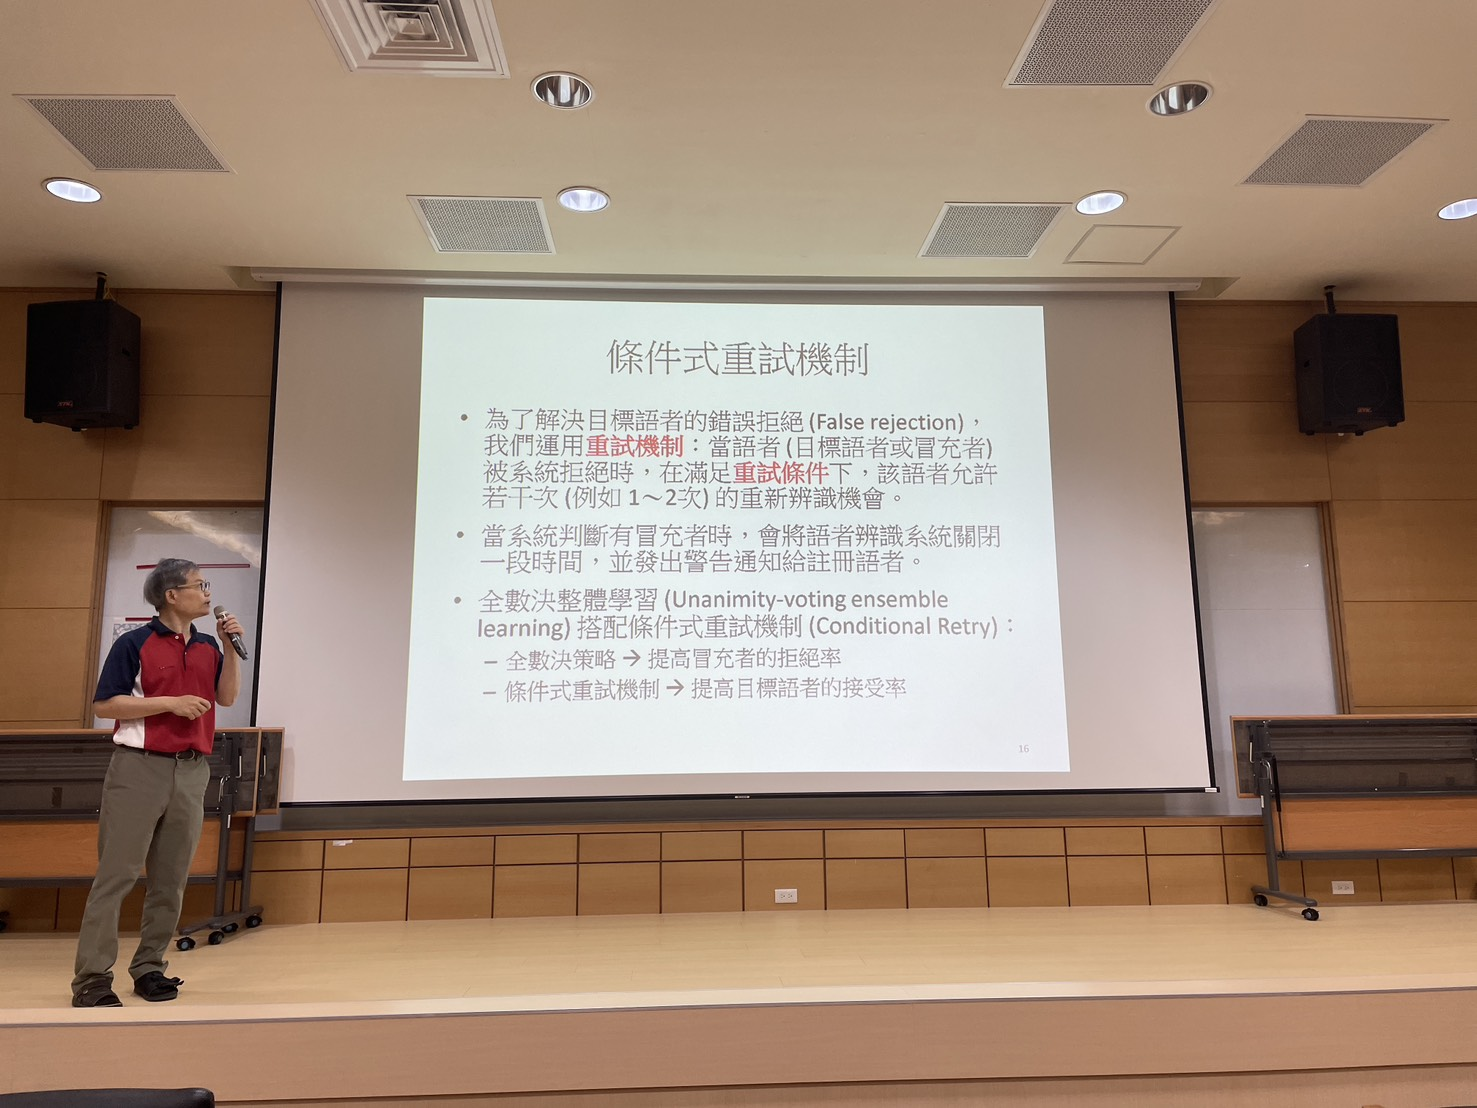 條件式重試機制
• 為了解決目標語者的錯誤拒絕 (False rejection)，
我們運用重試機制：當語者 (目標語者或冒充者)
被系統拒絕時，在滿足重試條件下，該語者允許
若干次 (例如 1～2次) 的重新辨識機會。
• 當系統判斷有冒充者時，會將語者辨識系統關閉
一段時間，並發出警告通知給註冊語者。
• 全數決整體學習 (Unanimity-voting ensemble
learning) 搭配條件式重試機制 (Conditional Retry)：
– 全數決策略 → 提高冒充者的拒絕率
– 條件式重試機制 → 提高目標語者的接受率
16